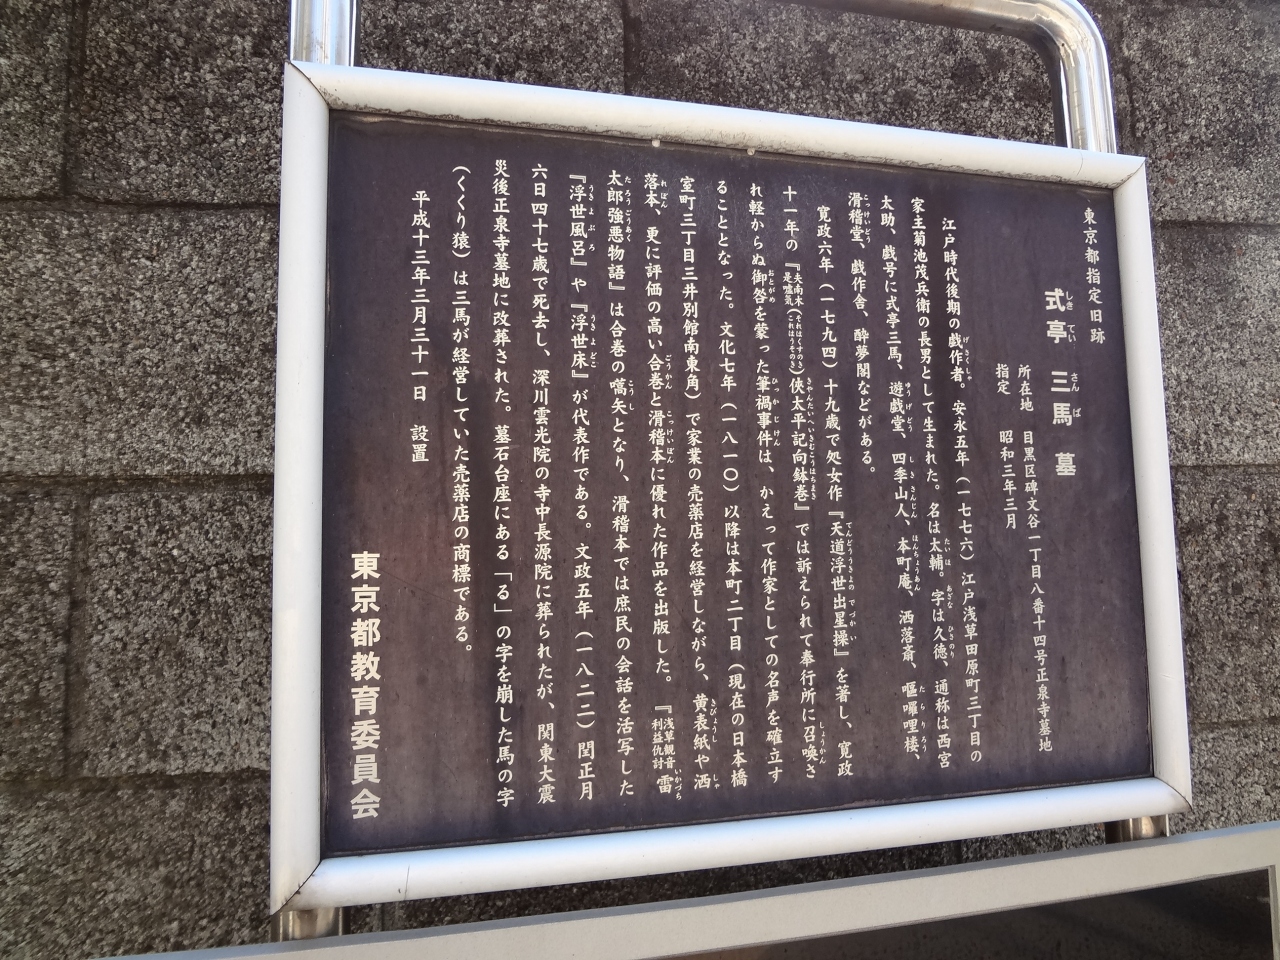 東京都指定旧跡
式亭 三馬 墓
所在地 目黒区碑文谷一丁目八番十四号正泉寺墓地
指定 昭和三年三月
江戸時代後期の戯作者。安永五年（一七七六）江戸浅草田原町三丁目の
家主菊池茂兵衛の長男として生まれた。名は太輔。字は久徳、通称は西宮
太助、戯号に式亭三馬、遊戯堂、四季山人、本町庵、洒落斎、哆囉哩楼、
滑稽堂、戯作舎、酔夢閣などがある。
寛政六年（一七九四）十九歳で処女作『天道浮世出星操』を著し、寛政
十一年の『夫南木是嘘気（それはくすのきこれはうそのき）俠太平記向鉢巻』では訴えられて奉行所に召喚さ
れ軽からぬ御咎を蒙った筆禍事件は、かえって作家としての名声を確立す
ることとなった。文化七年（一八一〇）以降は本町二丁目（現在の日本橋
室町三丁目三井別館南東角）で家業の売薬店を経営しながら、黄表紙や洒
落本、更に評価の高い合巻と滑稽本に優れた作品を出版した。『浅草観音利益仇討雷
太郎強悪物語』は合巻の嚆矢となり、滑稽本では庶民の会話を活写した
『浮世風呂』や『浮世床』が代表作である。文政五年（一八二二）閏正月
六日四十七歳で死去し、深川雲光院の寺中長源院に葬られたが、関東大震
災後正泉寺墓地に改葬された。墓石台座にある「る」の字を崩した馬の字
（くくり猿）は三馬が経営していた売薬店の商標である。
平成十三年三月三十一日 設置
東京都教育委員会